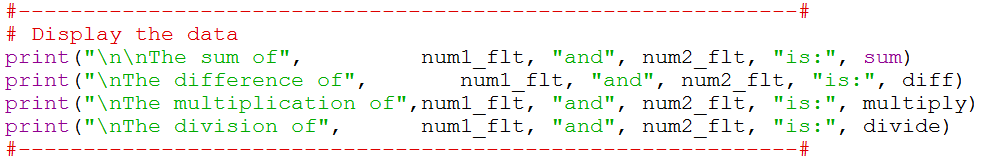 #------------------------------------------------------------#
# Display the data
print("\n\nThe sum of",         num1_flt, "and", num2_flt, "is:", sum)
print("\nThe difference of",       num1_flt, "and", num2_flt, "is:", diff)
print("\nThe multiplication of",num1_flt, "and", num2_flt, "is:", multiply)
print("\nThe division of",      num1_flt, "and", num2_flt, "is:", divide)
#------------------------------------------------------------#